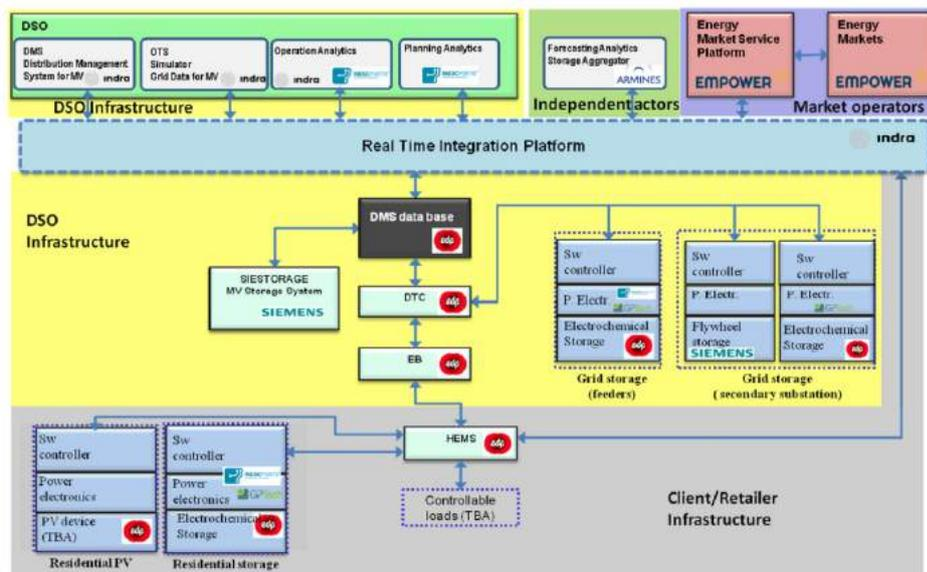 DSO
DMS
Distribution Management
System for MV
indra
OTS
Simulator
Grid Data for MV
indra
Operation Analytics
indra
Planning Analytics
DSO Infrastructure
Forecasting Analytics
Storage Aggregator
ARMINES
Independent actors
Energy
Market Service
Platform
EMPOWER
Energy
Markets
EMPOWER
Market operators
Real Time Integration Platform
indra
DSO
Infrastructure
DMS data base
edp
SIESTORAGE
MV Storage System
SIEMENS
DTC
edp
EB
edp
Sw
controller
P. Electr.
GPTech
Electrochemical
Storage
edp
Grid storage
(feeders)
Sw
controller
P. Electr.
Flywheel
storage
SIEMENS
Sw
controller
P. Electr.
GPTech
Electrochemical
Storage
edp
Grid storage
( secondary substation)
HEMS
edp
Controllable
loads (TBA)
Client/Retailer
Infrastructure
Sw
controller
Power
electronics
PV device
(TBA)
edp
Residential PV
Sw
controller
Power
electronics
GPTech
Electrochemical
Storage
edp
Residential storage